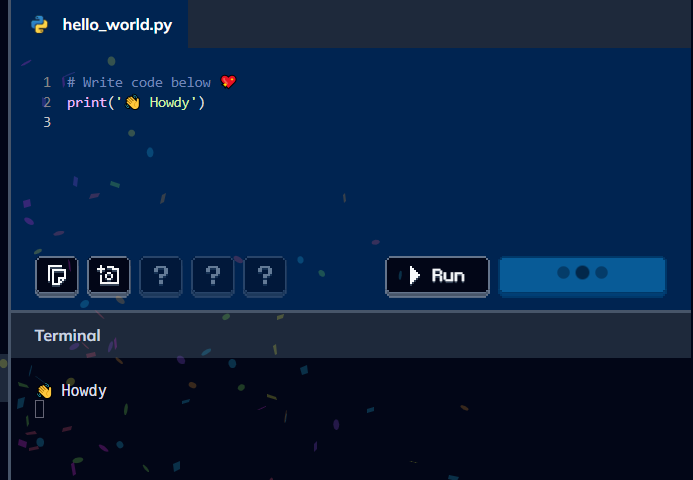 hello_world.py
1 # Write code below 💖
2 print('👋 Howdy')
3
? ? ?
Run
Terminal
👋 Howdy